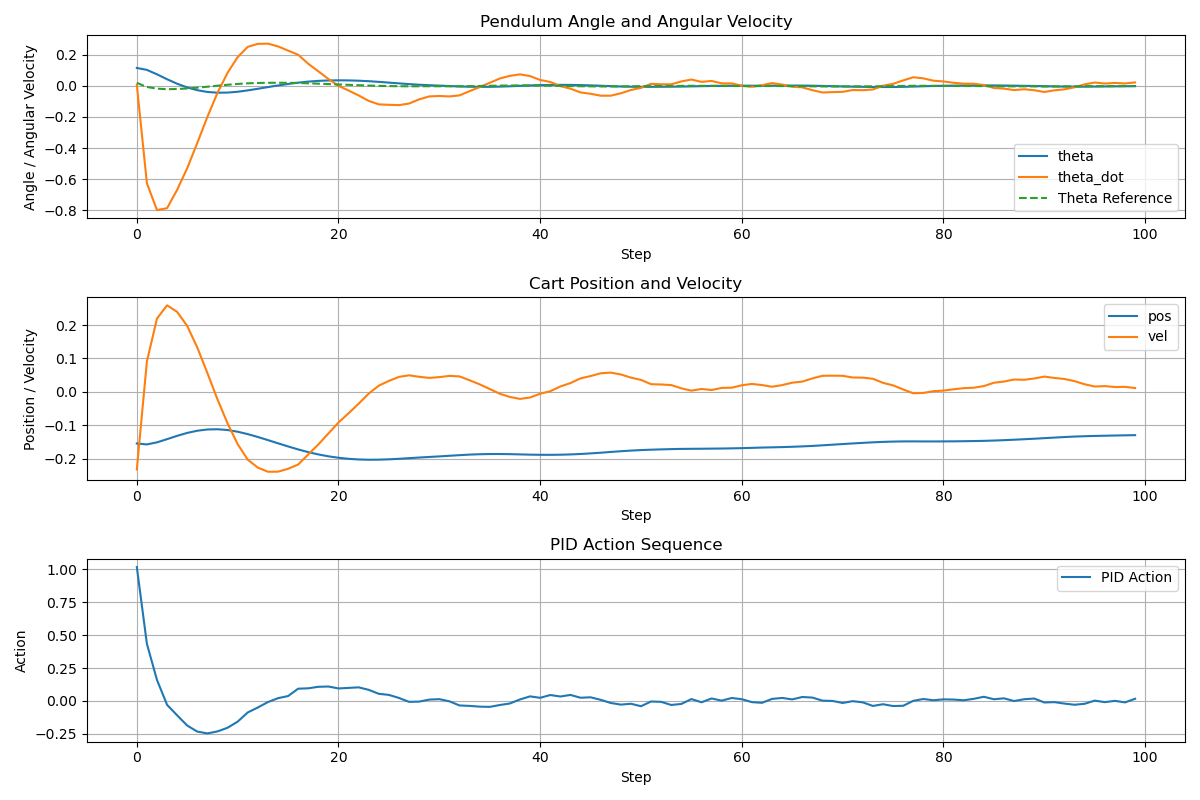 Pendulum Angle and Angular Velocity
Angle / Angular Velocity
0.2
0.0
−0.2
−0.4
−0.6
−0.8
theta
theta_dot
Theta Reference
0 20 40 60 80 100
Step
Cart Position and Velocity
Position / Velocity
0.2
0.1
0.0
−0.1
−0.2
pos
vel
0 20 40 60 80 100
Step
PID Action Sequence
Action
1.00
0.75
0.50
0.25
0.00
−0.25
PID Action
0 20 40 60 80 100
Step